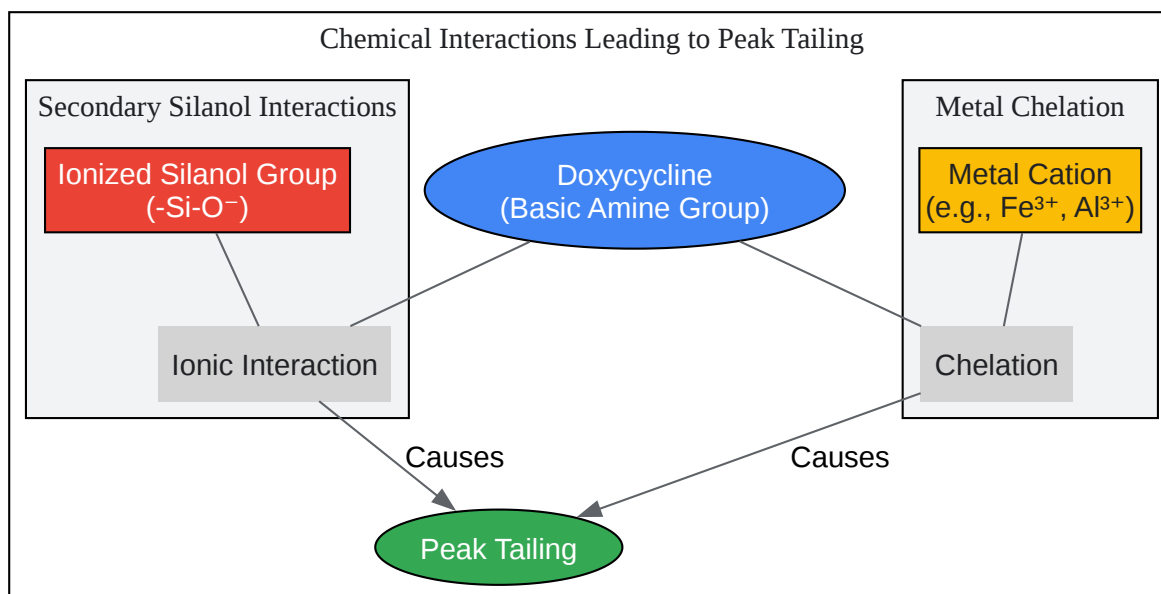 Chemical Interactions Leading to Peak Tailing
Secondary Silanol Interactions
Ionized Silanol Group
(-Si-O⁻)
Doxycycline
(Basic Amine Group)
Metal Chelation
Metal Cation
(e.g., Fe³⁺, Al³⁺)
Ionic Interaction
Chelation
Causes
Causes
Peak Tailing